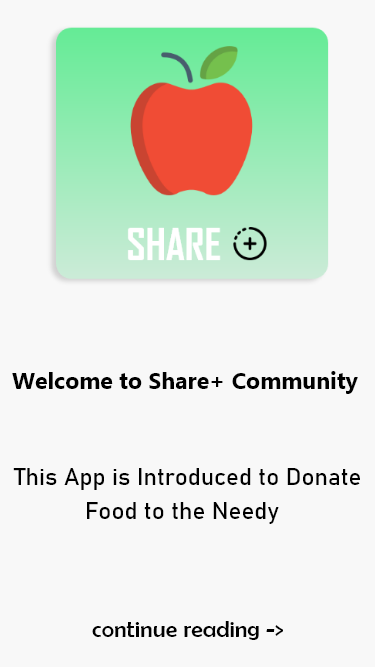 SHARE
Welcome to Share+ Community
This App is Introduced to Donate
Food to the Needy
continue reading ->